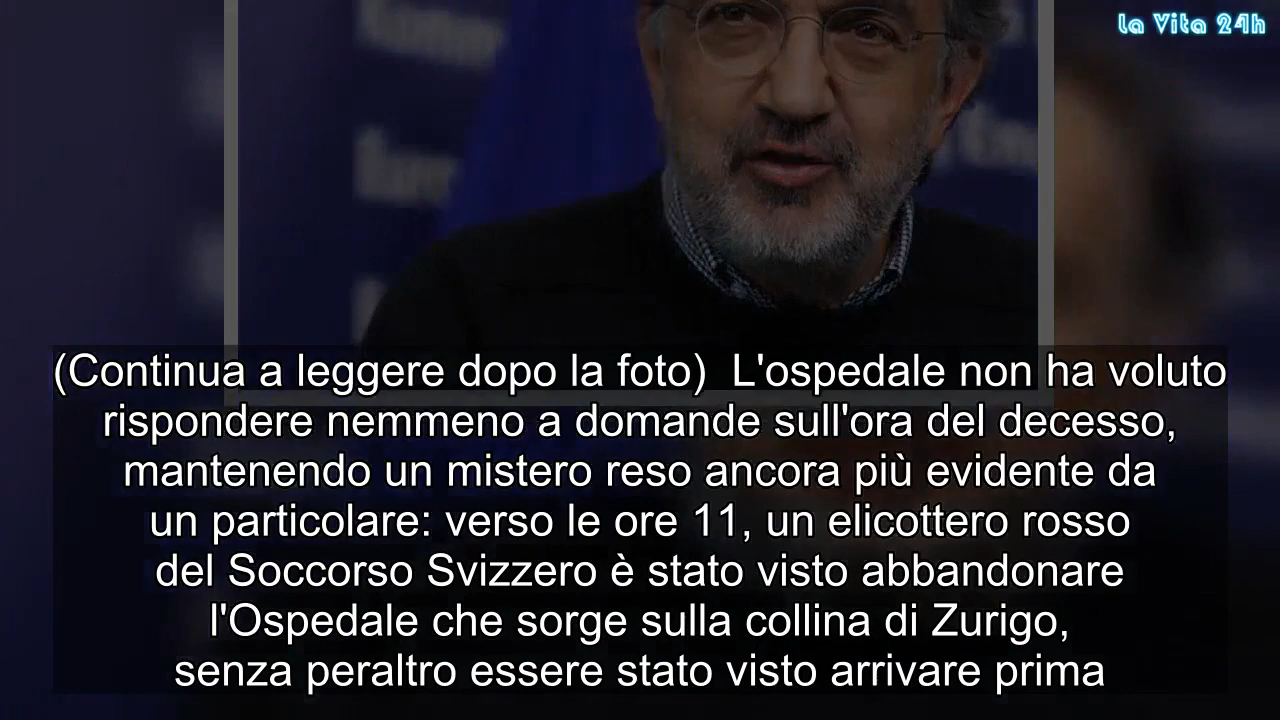 La Vita 24h
(Continua a leggere dopo la foto)  L'ospedale non ha voluto
rispondere nemmeno a domande sull'ora del decesso,
mantenendo un mistero reso ancora più evidente da
un particolare: verso le ore 11, un elicottero rosso
del Soccorso Svizzero è stato visto abbandonare
l'Ospedale che sorge sulla collina di Zurigo,
senza peraltro essere stato visto arrivare prima